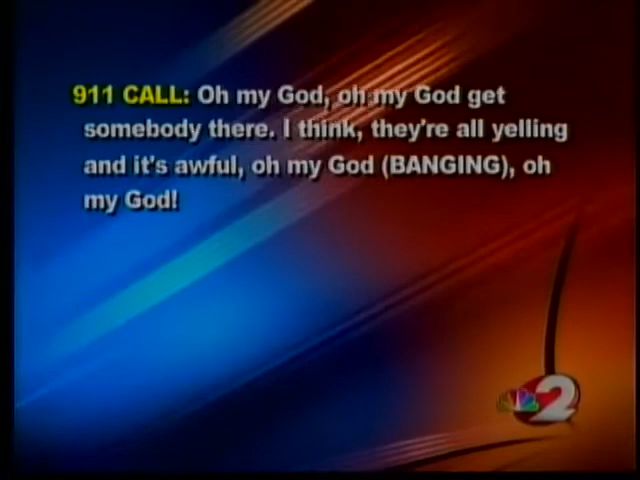 911 CALL: Oh my God, oh my God get
somebody there. I think, they're all yelling
and it's awful, oh my God (BANGING), oh
my God!
2